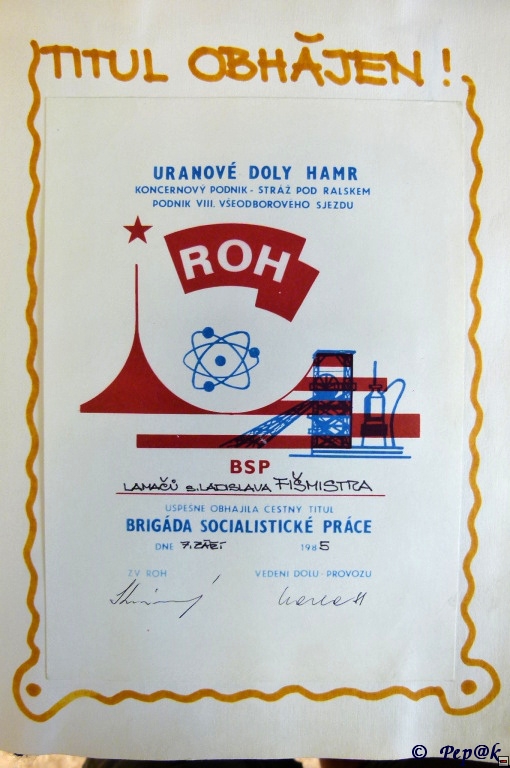 TITUL OBHÁJEN!
URANOVÉ DOLY HAMR
KONCERNOVÝ PODNIK - STRÁŽ POD RALSKEM
PODNIK VIII. VŠEODBOROVÉHO SJEZDU
ROH
BSP
LAMAČŮ s. LADISLAVA FIŠMISTRA
ÚSPĚŠNĚ OBHÁJILA ČESTNÝ TITUL
BRIGÁDA SOCIALISTICKÉ PRÁCE
DNE 7. ZÁŘÍ 1985
ZV ROH VEDENÍ DOLU - PROVOZU
© Pep@k